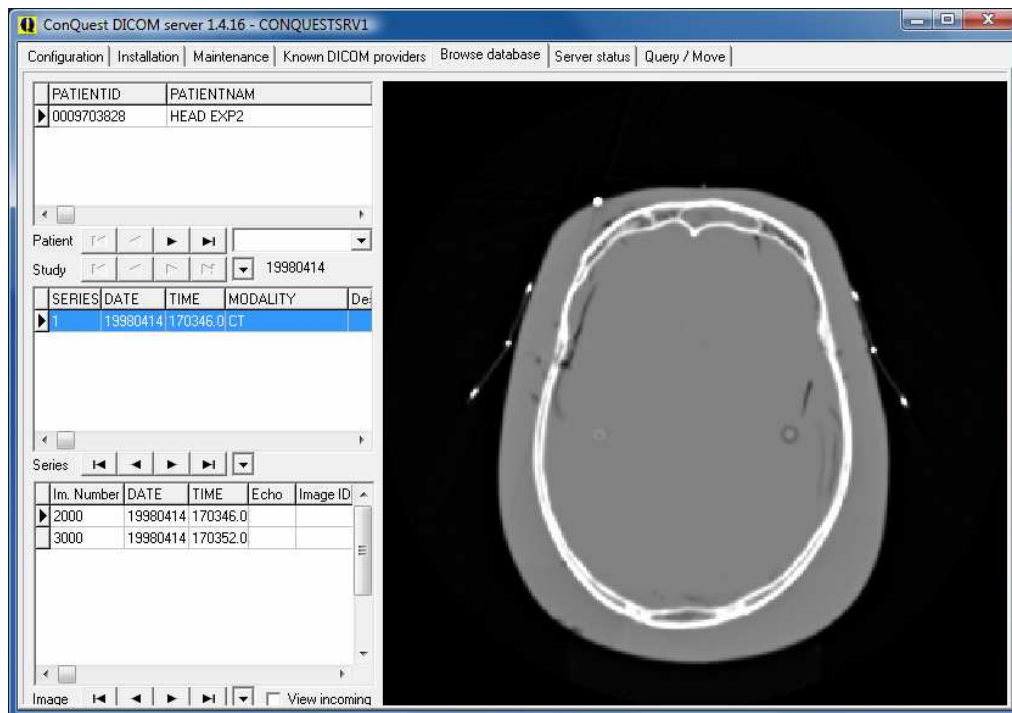 ConQuest DICOM server 1.4.16 - CONQUESTSRV1
Configuration Installation Maintenance Known DICOM providers Browse database Server status Query / Move
PATIENTID PATIENTNAM
0009703828 HEAD EXP2
Patient
Study 19980414
SERIES DATE TIME MODALITY De
1 19980414 170346.0 CT
Series
Im. Number DATE TIME Echo Image ID
2000 19980414 170346.0
3000 19980414 170352.0
Image View incoming